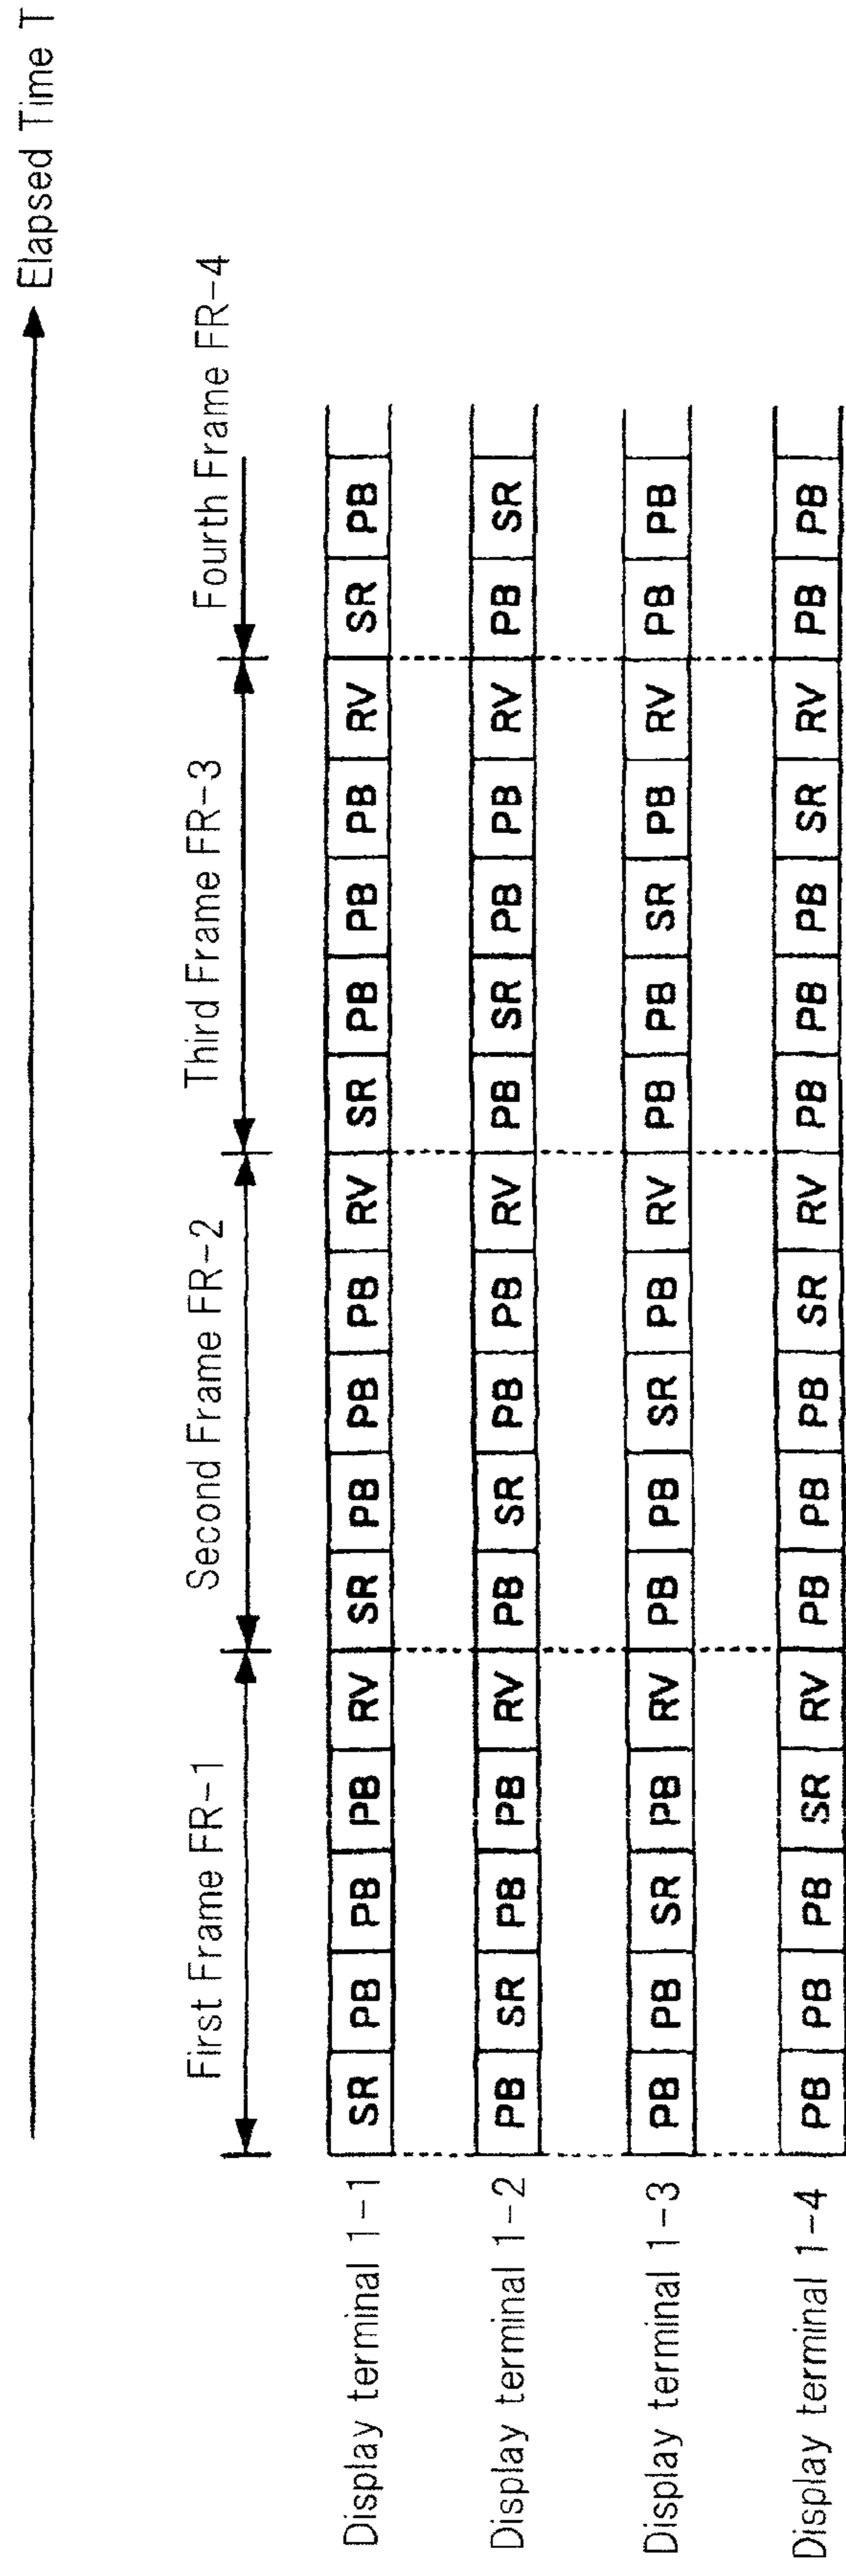 Elapsed Time T
First Frame FR-1 Second Frame FR-2 Third Frame FR-3 Fourth Frame FR-4
Display terminal 1-1 SR PB PB PB RV SR PB PB PB RV SR PB PB PB RV SR PB
Display terminal 1-2 PB SR PB PB RV PB SR PB PB RV PB SR PB PB RV PB SR
Display terminal 1-3 PB PB SR PB RV PB PB SR PB RV PB PB SR PB RV PB PB
Display terminal 1-4 PB PB PB SR RV PB PB PB SR RV PB PB PB SR RV PB PB